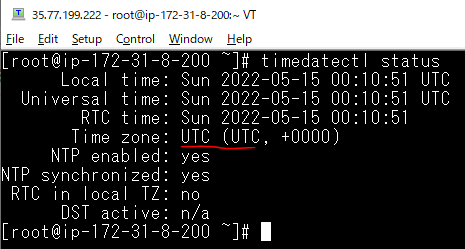 35.77.199.222 - root@ip-172-31-8-200:~ VT
File Edit Setup Control Window Help
[root@ip-172-31-8-200 ~]# timedatectl status
Local time: Sun 2022-05-15 00:10:51 UTC
Universal time: Sun 2022-05-15 00:10:51 UTC
RTC time: Sun 2022-05-15 00:10:51
Time zone: UTC (UTC, +0000)
NTP enabled: yes
NTP synchronized: yes
RTC in local TZ: no
DST active: n/a
[root@ip-172-31-8-200 ~]#